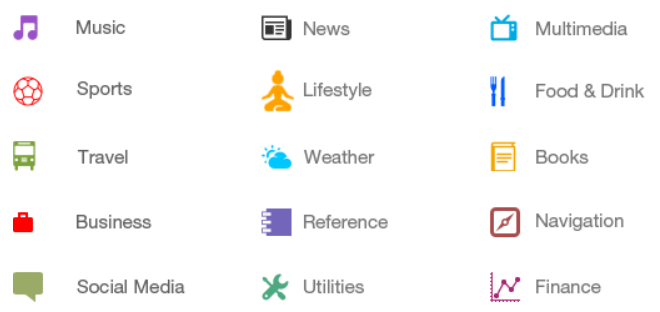 Music
News
Multimedia
Sports
Lifestyle
Food & Drink
Travel
Weather
Books
Business
Reference
Navigation
Social Media
Utilities
Finance